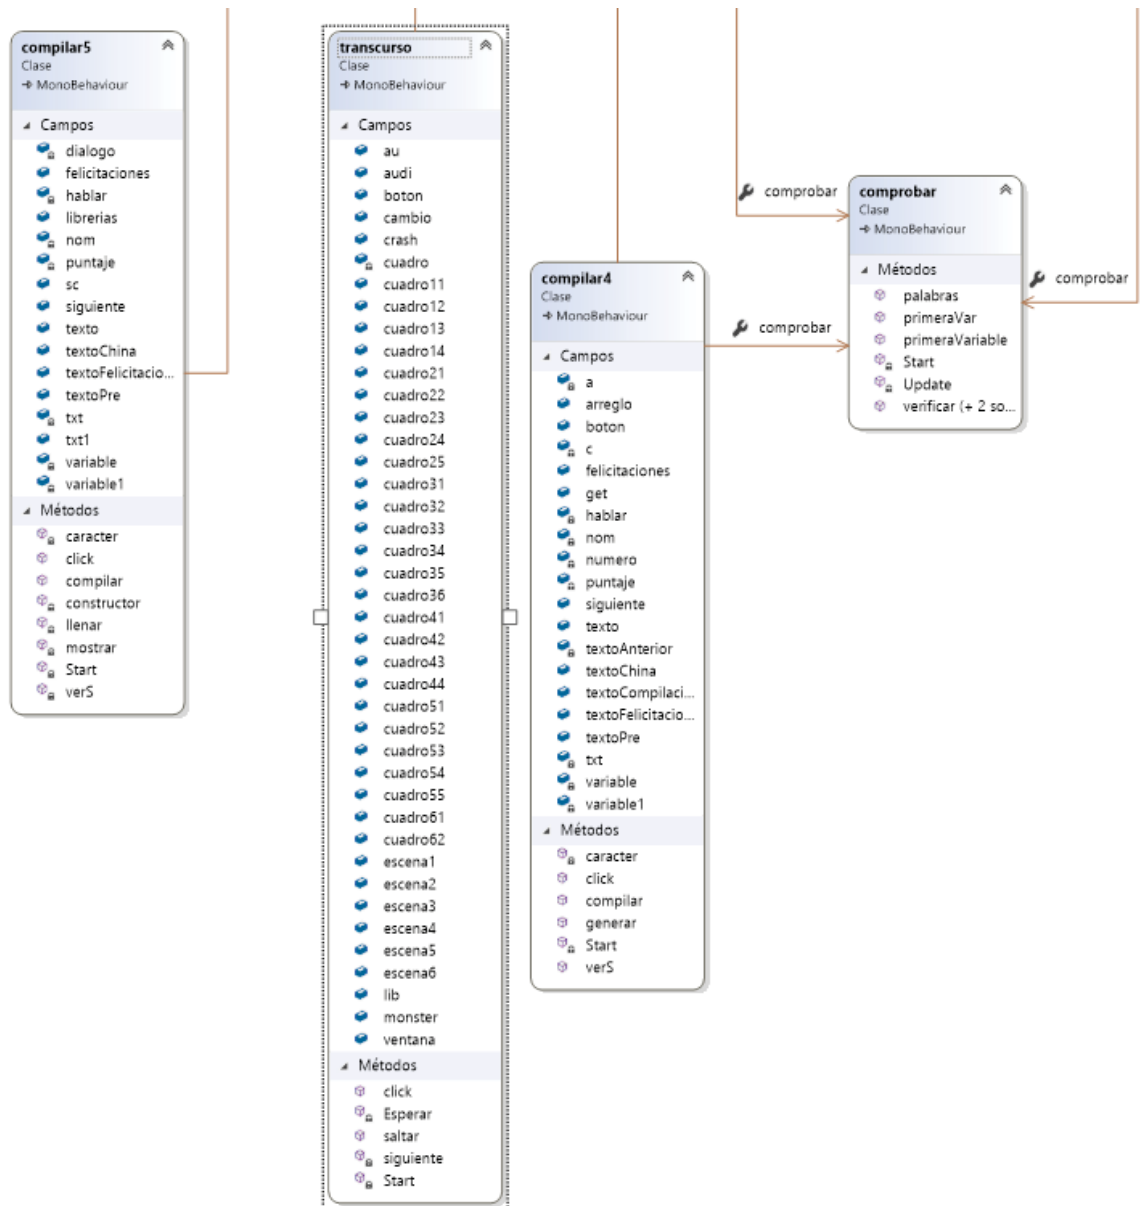 compilar5
Clase
MonoBehaviour
Campos
dialogo
felicitaciones
hablar
librerias
nom
puntaje
sc
siguiente
texto
textoChina
textoFelicitacio...
textoPre
txt
txt1
variable
variable1
Métodos
caracter
click
compilar
constructor
llenar
mostrar
Start
verS
transcurso
Clase
MonoBehaviour
Campos
au
audi
boton
cambio
crash
cuadro
cuadro11
cuadro12
cuadro13
cuadro14
cuadro21
cuadro22
cuadro23
cuadro24
cuadro25
cuadro31
cuadro32
cuadro33
cuadro34
cuadro35
cuadro36
cuadro41
cuadro42
cuadro43
cuadro44
cuadro51
cuadro52
cuadro53
cuadro54
cuadro55
cuadro61
cuadro62
escena1
escena2
escena3
escena4
escena5
escena6
lib
monster
ventana
Métodos
click
Esperar
saltar
siguiente
Start
compilar4
Clase
MonoBehaviour
Campos
a
arreglo
boton
c
felicitaciones
get
hablar
nom
numero
puntaje
siguiente
texto
textoAnterior
textoChina
textoCompilaci...
textoFelicitacio...
textoPre
txt
variable
variable1
Métodos
caracter
click
compilar
generar
Start
verS
comprobar
comprobar
comprobar
comprobar
Clase
MonoBehaviour
Métodos
palabras
primeraVar
primeraVariable
Start
Update
verificar (+ 2 so...